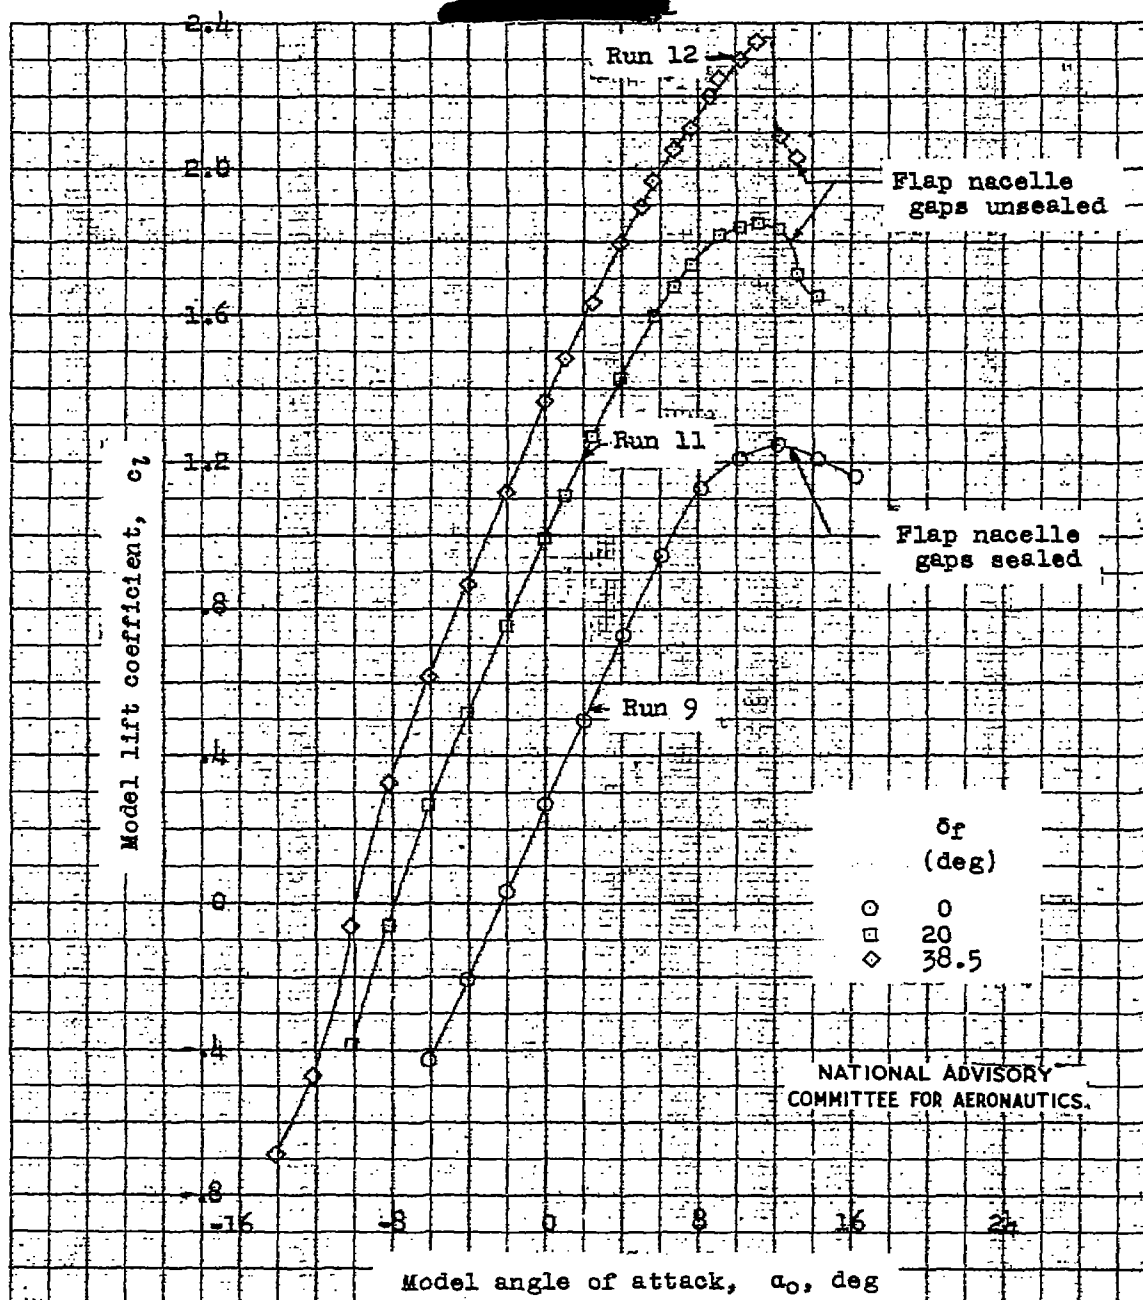 2.4
Run 12
2.0
Flap nacelle
gaps unsealed
1.6
Run 11
1.2
Flap nacelle
gaps sealed
Model lift coefficient, cl
.8
Run 9
.4
δf
(deg)
0
0
20
38.5
-.4
NATIONAL ADVISORY
COMMITTEE FOR AERONAUTICS.
-.8
-16 -8 0 8 16 24
Model angle of attack, αo, deg